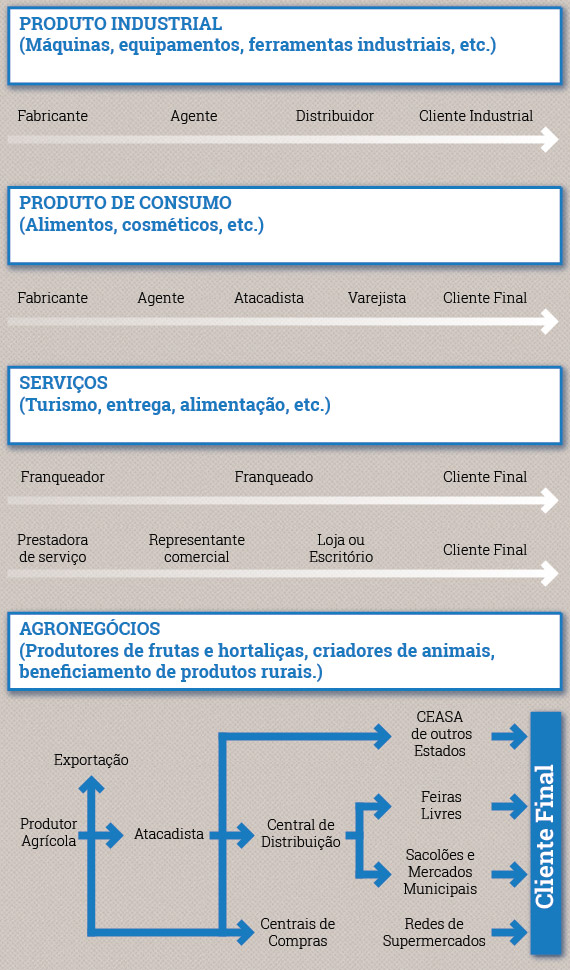 PRODUTO INDUSTRIAL
(Máquinas, equipamentos, ferramentas industriais, etc.)
Fabricante Agente Distribuidor Cliente Industrial
PRODUTO DE CONSUMO
(Alimentos, cosméticos, etc.)
Fabricante Agente Atacadista Varejista Cliente Final
SERVIÇOS
(Turismo, entrega, alimentação, etc.)
Franqueador Franqueado Cliente Final
Prestadora
de serviço
Representante
comercial
Loja ou
Escritório
Cliente Final
AGRONEGÓCIOS
(Produtores de frutas e hortaliças, criadores de animais,
beneficiamento de produtos rurais.)
Exportação
Produtor
Agrícola
Atacadista
Central de
Distribuição
Centrais de
Compras
CEASA
de outros
Estados
Feiras
Livres
Sacolões e
Mercados
Municipais
Redes de
Supermercados
Cliente Final